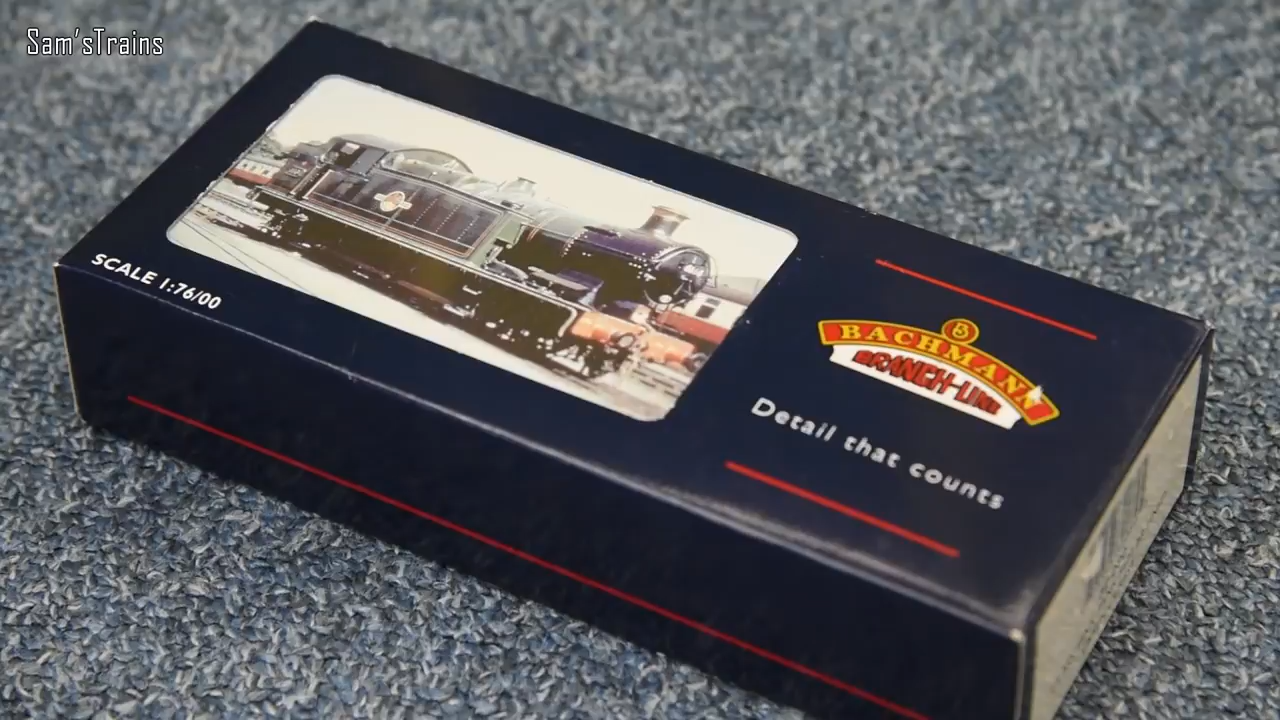 Sam'sTrains
SCALE 1:76/00
B
BACHMANN
BRANCH-LINE
Detail that counts